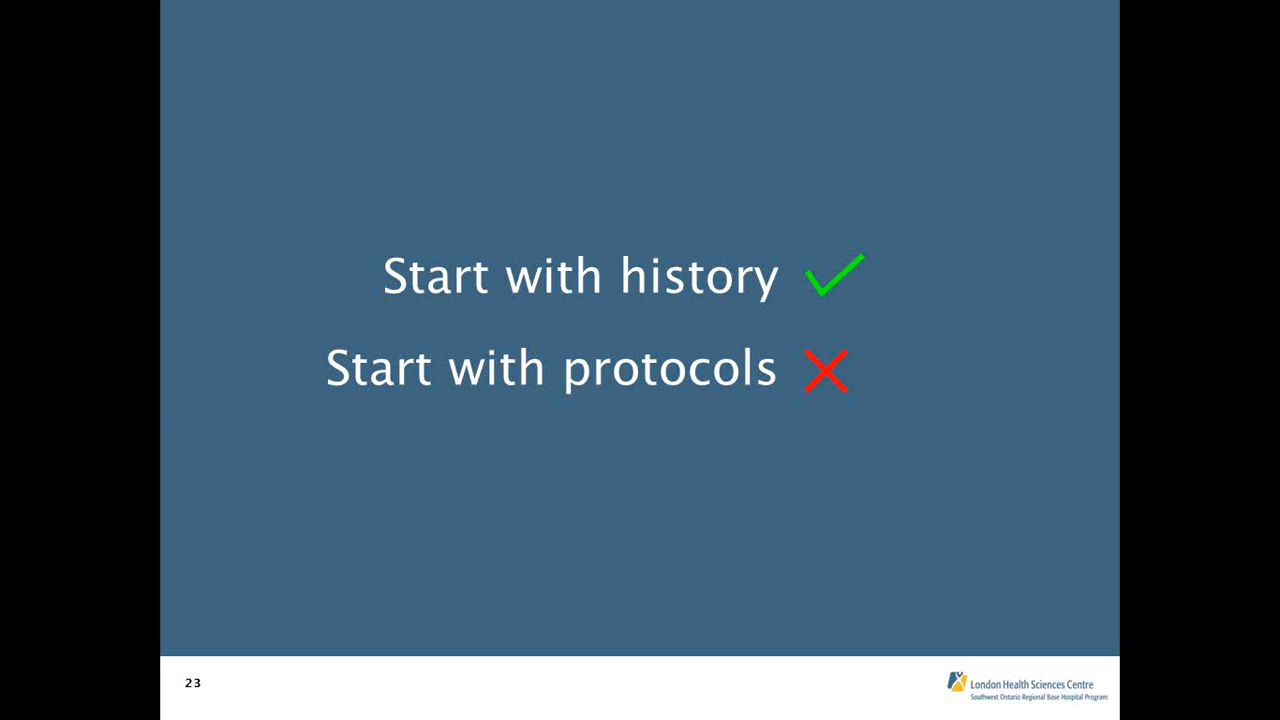 Start with history
Start with protocols
23
London Health Sciences Centre
Southwest Ontario Regional Base Hospital Program